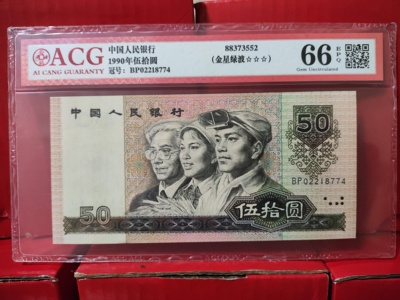 ACG
AI CANG GUARANTY
中国人民银行
1990年伍拾圆
冠号: BP02218774
88373552
(金星绿波☆☆☆)
66 EPQ
Gem Uncirculated
中国人民银行
50
BP02218774
50
伍拾圆